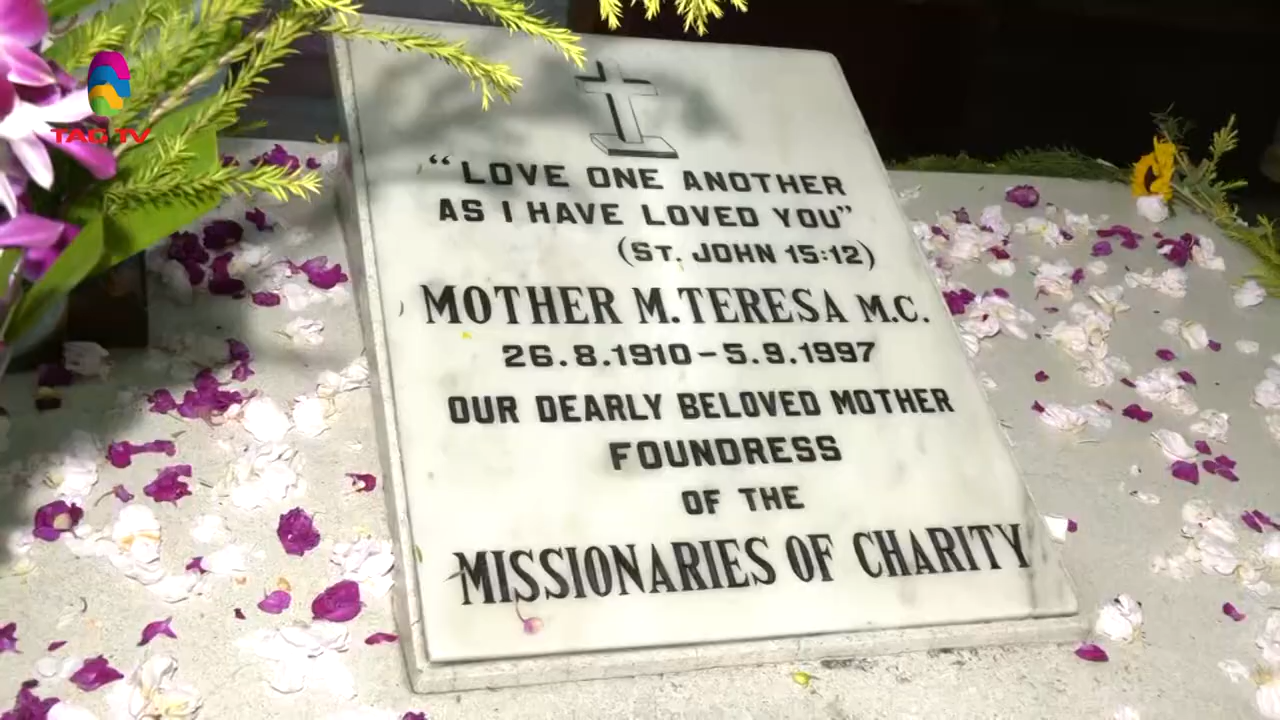 TAG TV
“LOVE ONE ANOTHER
AS I HAVE LOVED YOU”
(ST. JOHN 15:12)
MOTHER M. TERESA M.C.
26.8.1910-5.9.1997
OUR DEARLY BELOVED MOTHER
FOUNDRESS
OF THE
MISSIONARIES OF CHARITY